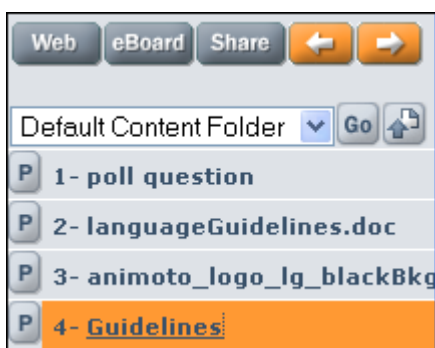 Web eBoard Share
Default Content Folder Go
P 1- poll question
P 2- languageGuidelines.doc
P 3- animoto_logo_lg_blackBkg
P 4- Guidelines